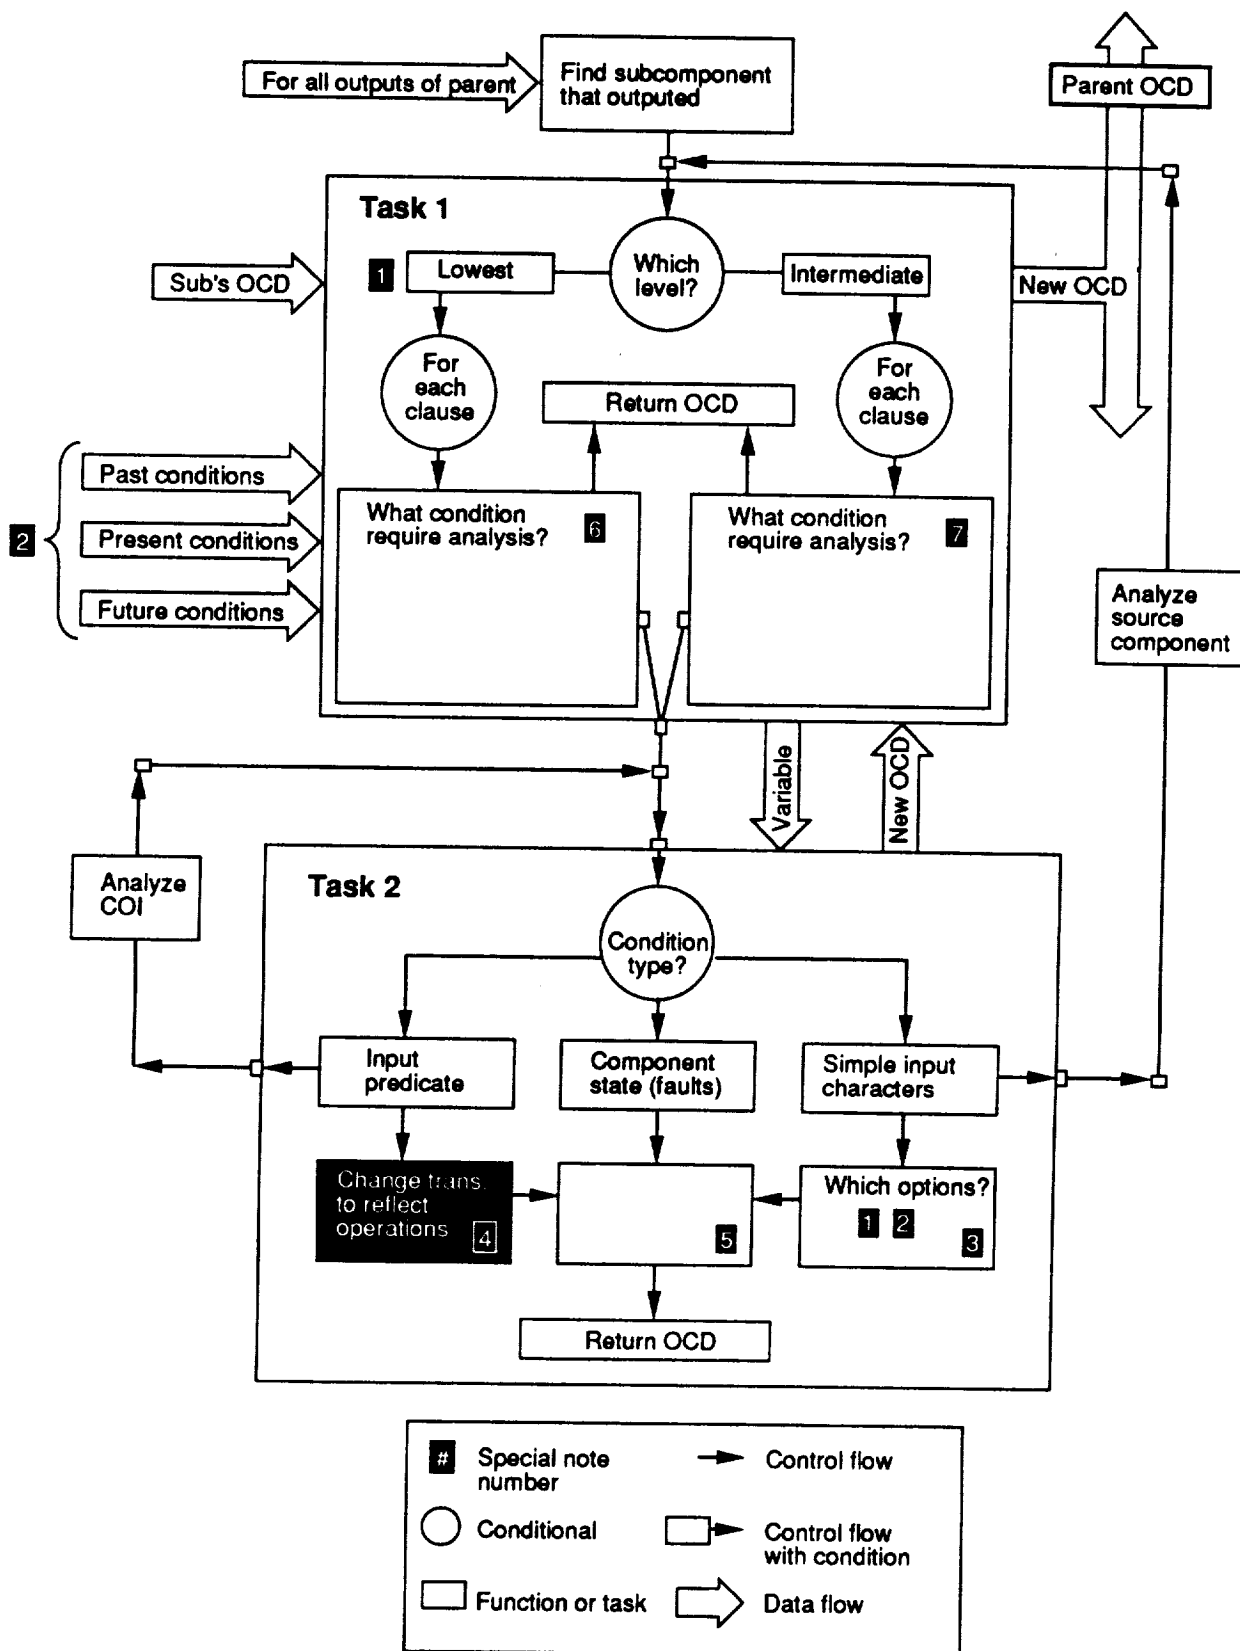 For all outputs of parent
Find subcomponent
that outputed
Parent OCD
Task 1
Sub's OCD
1
Lowest
Which
level?
Intermediate
New OCD
For
each
clause
Return OCD
For
each
clause
2
Past conditions
Present conditions
Future conditions
What condition
require analysis?
6
What condition
require analysis?
7
Analyze
source
component
Variable
New OCD
Analyze
COI
Task 2
Condition
type?
Input
predicate
Component
state (faults)
Simple input
characters
Change trans.
to reflect
operations
4
5
Which options?
1 2
3
Return OCD
# Special note
number
Control flow
Conditional
Control flow
with condition
Function or task
Data flow